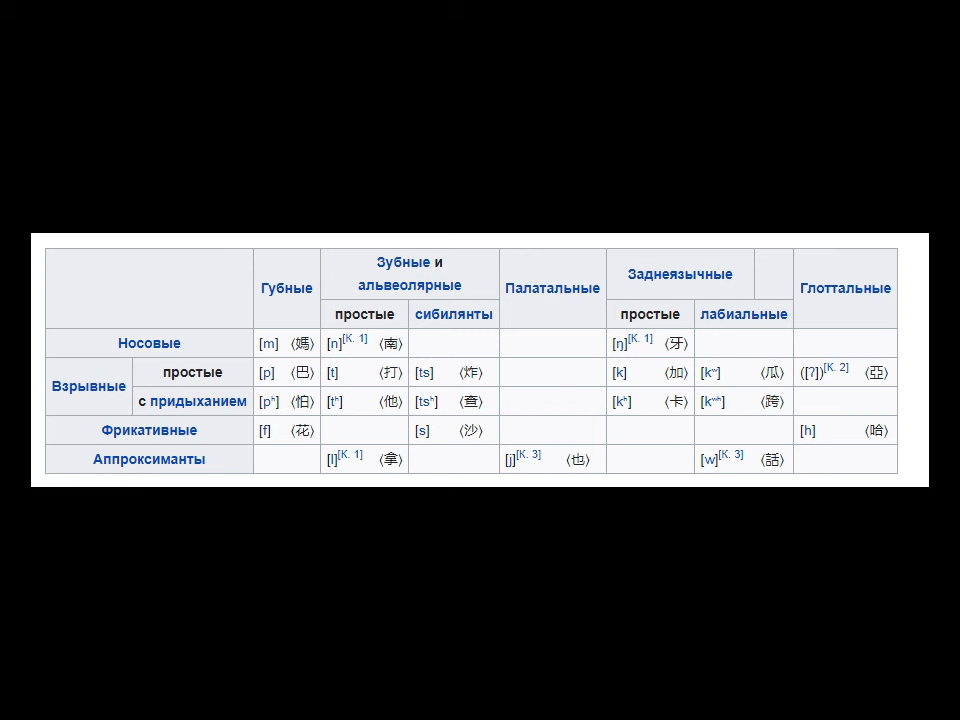 Губные Зубные и альвеолярные Палатальные Заднеязычные Глоттальные
простые сибилянты простые лабиальные
Носовые [m] 〈媽〉 [n][К. 1] 〈南〉 [ŋ][К. 1] 〈牙〉
Взрывные простые [p] 〈巴〉 [t] 〈打〉 [ts] 〈炸〉 [k] 〈加〉 [kʷ] 〈瓜〉 ([ʔ])[К. 2] 〈亞〉
с придыханием [pʰ] 〈怕〉 [tʰ] 〈他〉 [tsʰ] 〈查〉 [kʰ] 〈卡〉 [kʷʰ] 〈跨〉
Фрикативные [f] 〈花〉 [s] 〈沙〉 [h] 〈哈〉
Аппроксиманты [l][К. 1] 〈拿〉 [j][К. 3] 〈也〉 [w][К. 3] 〈話〉